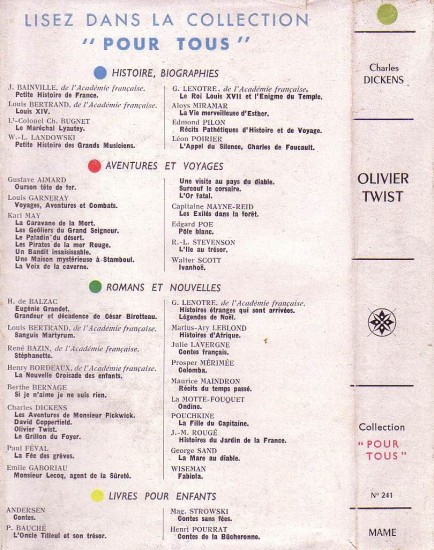 LISEZ DANS LA COLLECTION
"POUR TOUS"
HISTOIRE, BIOGRAPHIES
J. BAINVILLE, de l'Académie française.
Petite Histoire de France.
Louis BERTRAND, de l'Académie française.
Louis XIV.
Lt-Colonel Ch. BUGNET
Le Maréchal Lyautey.
W.-L. LANDOWSKI
Petite Histoire des Grands Musiciens.
G. LENOTRE, de l'Académie française.
Le Roi Louis XVII et l'Enigme du Temple.
Aloys MIRAMAR
La Vie merveilleuse d'Esther.
Edmond PILON
Récits Pathétiques d'Histoire et de Voyage.
Léon POIRIER
L'Appel du Silence, Charles de Foucault.
AVENTURES ET VOYAGES
Gustave AIMARD
Ourson tête de fer.
Louis GARNERAY
Voyages, Aventures et Combats.
Karl MAY
La Caravane de la Mort.
Les Geôliers du Grand Seigneur.
Le Paladin du désert.
Les Pirates de la mer Rouge.
Un Bandit insaisissable.
Une Maison mystérieuse à Stamboul.
La Voix de la caverne.
Une visite au pays du diable.
Surcouf le corsaire.
L'Or fatal.
Capitaine MAYNE-REID
Les Exilés dans la forêt.
Edgard POE
Pôle blanc.
R.-L. STEVENSON
L'Ile au trésor.
Walter SCOTT
Ivanhoë.
ROMANS ET NOUVELLES
H. de BALZAC
Eugénie Grandet.
Grandeur et décadence de César Birotteau.
Louis BERTRAND, de l'Académie française.
Sanguis Martyrum.
René BAZIN, de l'Académie française.
Stéphanette.
Henry BORDEAUX, de l'Académie française.
La Nouvelle Croisade des enfants.
Berthe BERNAGE
Si je n'aime je ne suis rien.
Charles DICKENS
Les Aventures de Monsieur Pickwick.
David Copperfield.
Olivier Twist.
Le Grillon du Foyer.
Paul FÉVAL
La Fée des grèves.
Emile GABORIAU
Monsieur Lecoq, agent de la Sûreté.
G. LENOTRE, de l'Académie française.
Histoires étranges qui sont arrivées.
Légendes de Noël.
Marius-Ary LEBLOND
Histoires d'Afrique.
Julie LAVERGNE
Contes français.
Prosper MÉRIMÉE
Colomba.
Maurice MAINDRON
Récits du temps passé.
La MOTTE-FOUQUET
Ondine.
POUCHKINE
La Fille du Capitaine.
J.-M. ROUGÉ
Histoires du Jardin de la France.
George SAND
La Mare au diable.
WISEMAN
Fabiola.
LIVRES POUR ENFANTS
ANDERSEN
Contes.
P. BAUCHÉ
L'Oncle Tilleul et son trésor.
Mag. STROWSKI
Contes sans fées.
Henri POURRAT
Contes de la Bûcheronne.
Charles
DICKENS
OLIVIER
TWIST
Collection
"POUR
TOUS"
N° 241
MAME